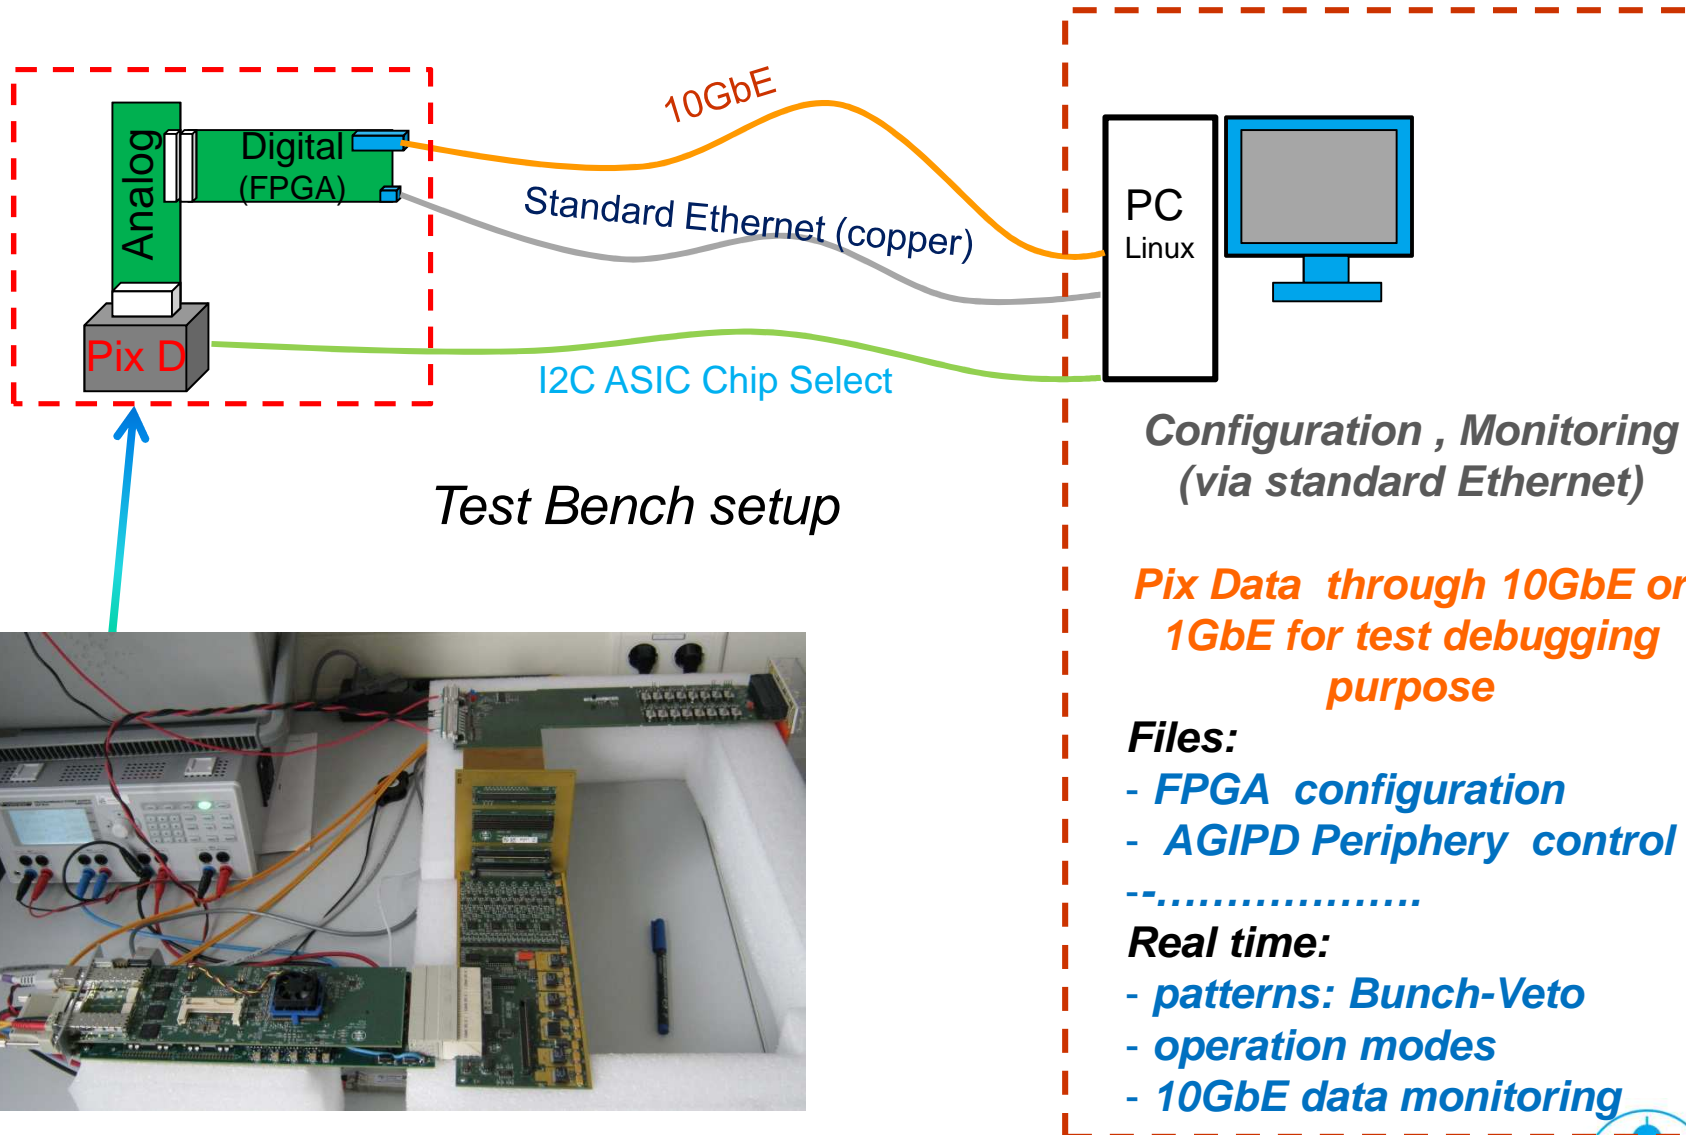 10GbE
Analog
Digital
(FPGA)
Standard Ethernet (copper)
PC
Linux
Pix D
I2C ASIC Chip Select
Test Bench setup
Configuration , Monitoring
(via standard Ethernet)
Pix Data through 10GbE or
1GbE for test debugging
purpose
Files:
- FPGA configuration
- AGIPD Periphery control
--...................
Real time:
- patterns: Bunch-Veto
- operation modes
- 10GbE data monitoring